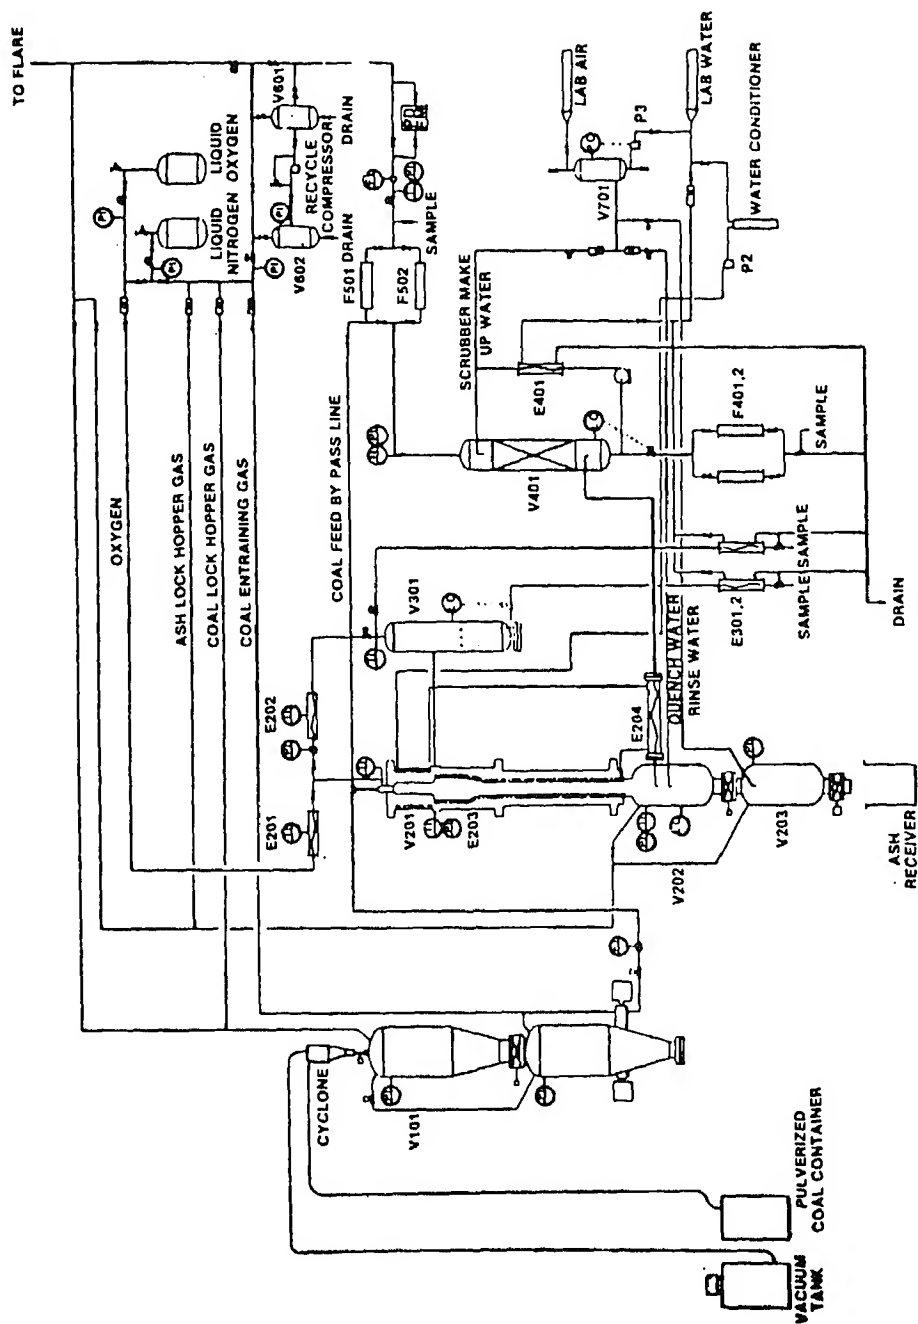 TO FLARE
LIQUID
OXYGEN
LIQUID
NITROGEN
V601
DRAIN
RECYCLE
COMPRESSOR
DRAIN
V602
PI
PI
PI
PI
SAMPLE
F501
F502
LAB AIR
LAB WATER
P3
V701
WATER CONDITIONER
P2
OXYGEN
ASH LOCK HOPPER GAS
COAL LOCK HOPPER GAS
COAL ENTRAINING GAS
COAL FEED BY PASS LINE
SCRUBBER MAKE
UP WATER
E401
V401
F401,2
SAMPLE
E202
E201
V301
V201
E203
E204
QUENCH WATER
RINSE WATER
SAMPLE
SAMPLE
E301,2
DRAIN
V202
V203
ASH
RECEIVER
CYCLONE
V101
PULVERIZED
COAL CONTAINER
VACUUM
TANK